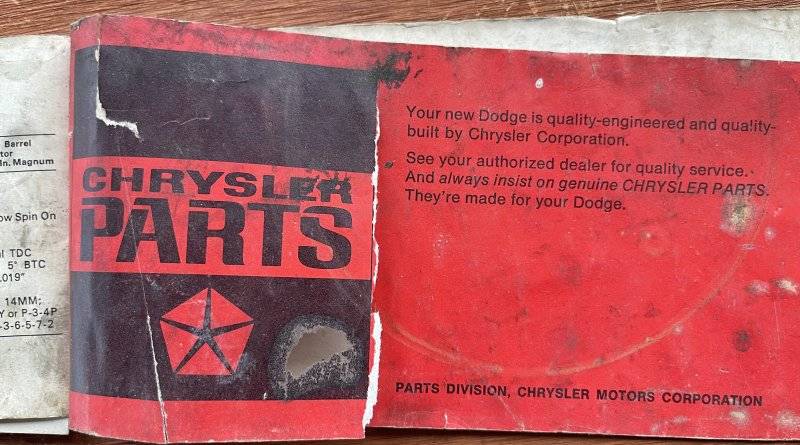 Barrel
tor
In. Magnum
ow Spin On
TDC
5° BTC
.019"
14MM;
Y or P-3-4P
-3-6-5-7-2
CHRYSLER
PARTS
Your new Dodge is quality-engineered and quality-
built by Chrysler Corporation.
See your authorized dealer for quality service.
And always insist on genuine CHRYSLER PARTS.
They're made for your Dodge.
PARTS DIVISION, CHRYSLER MOTORS CORPORATION